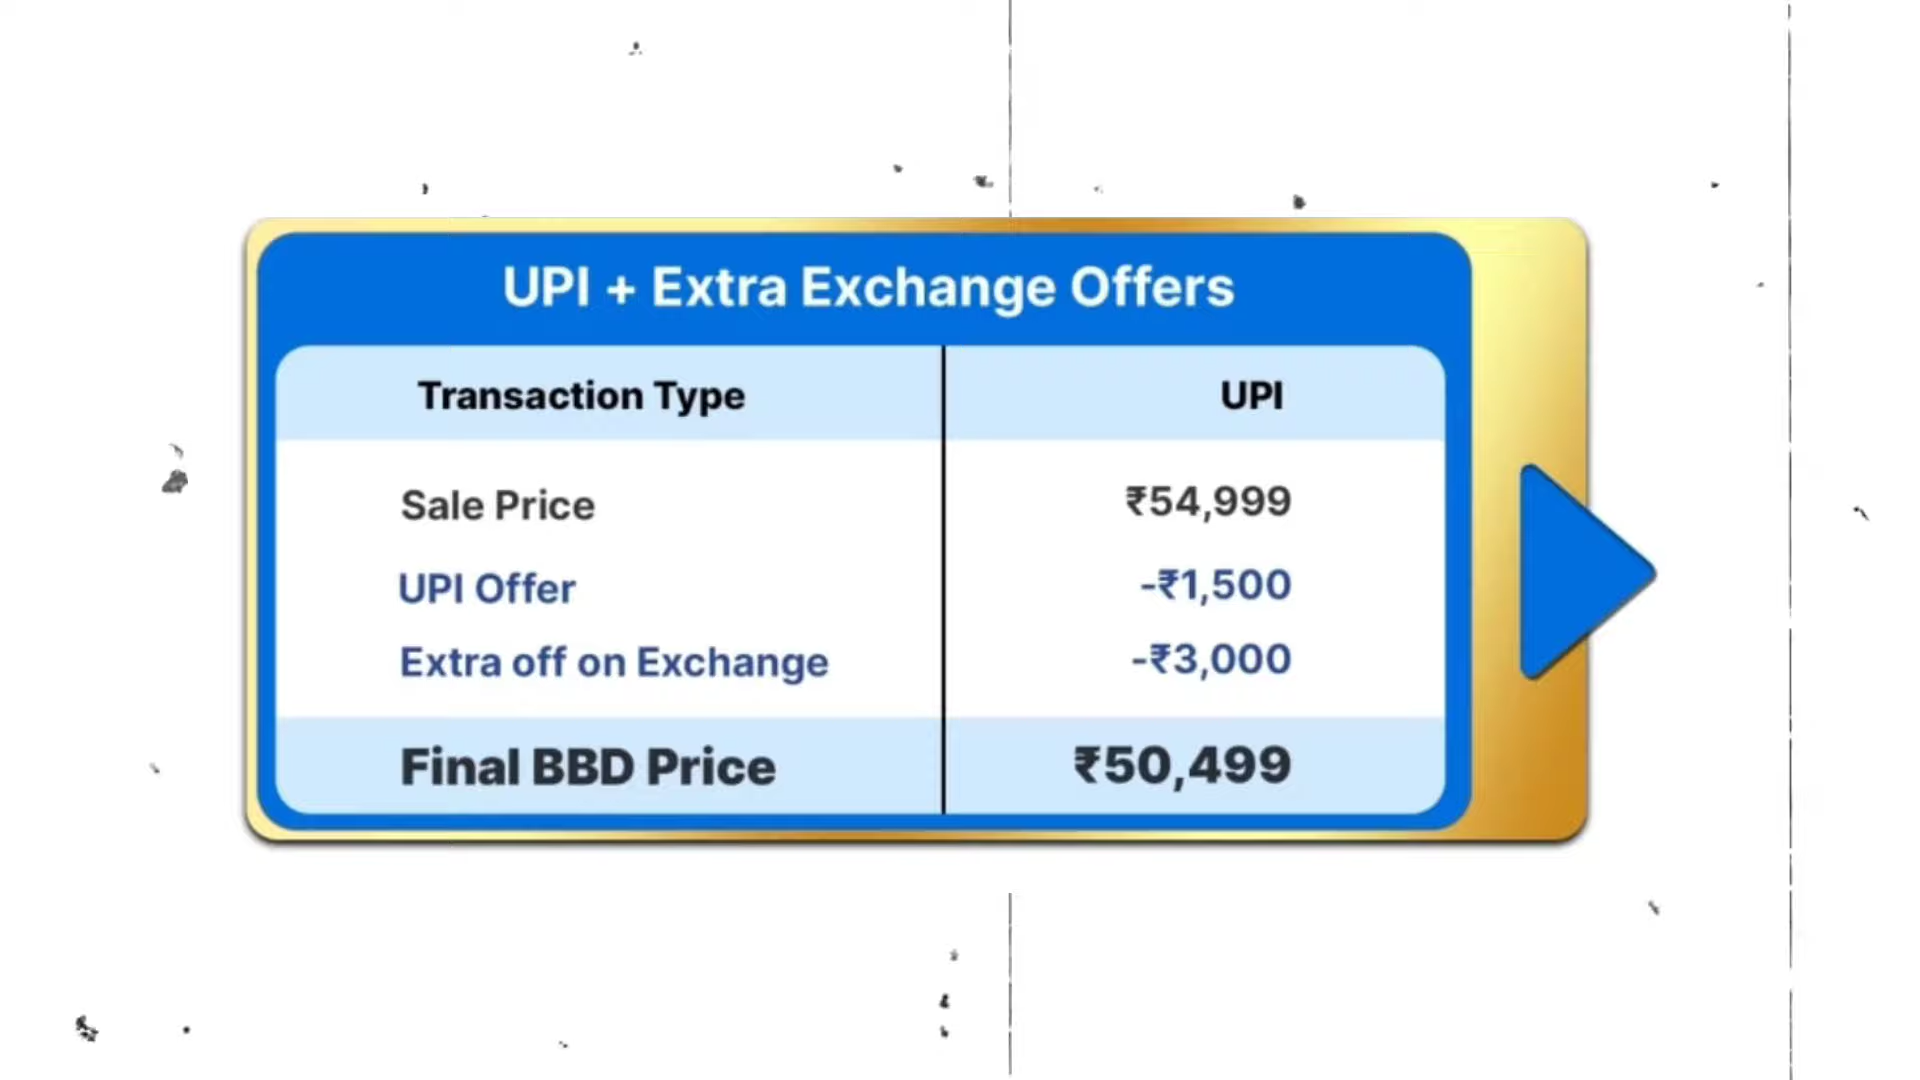 UPI + Extra Exchange Offers
Transaction Type UPI
Sale Price ₹54,999
UPI Offer -₹1,500
Extra off on Exchange -₹3,000
Final BBD Price ₹50,499